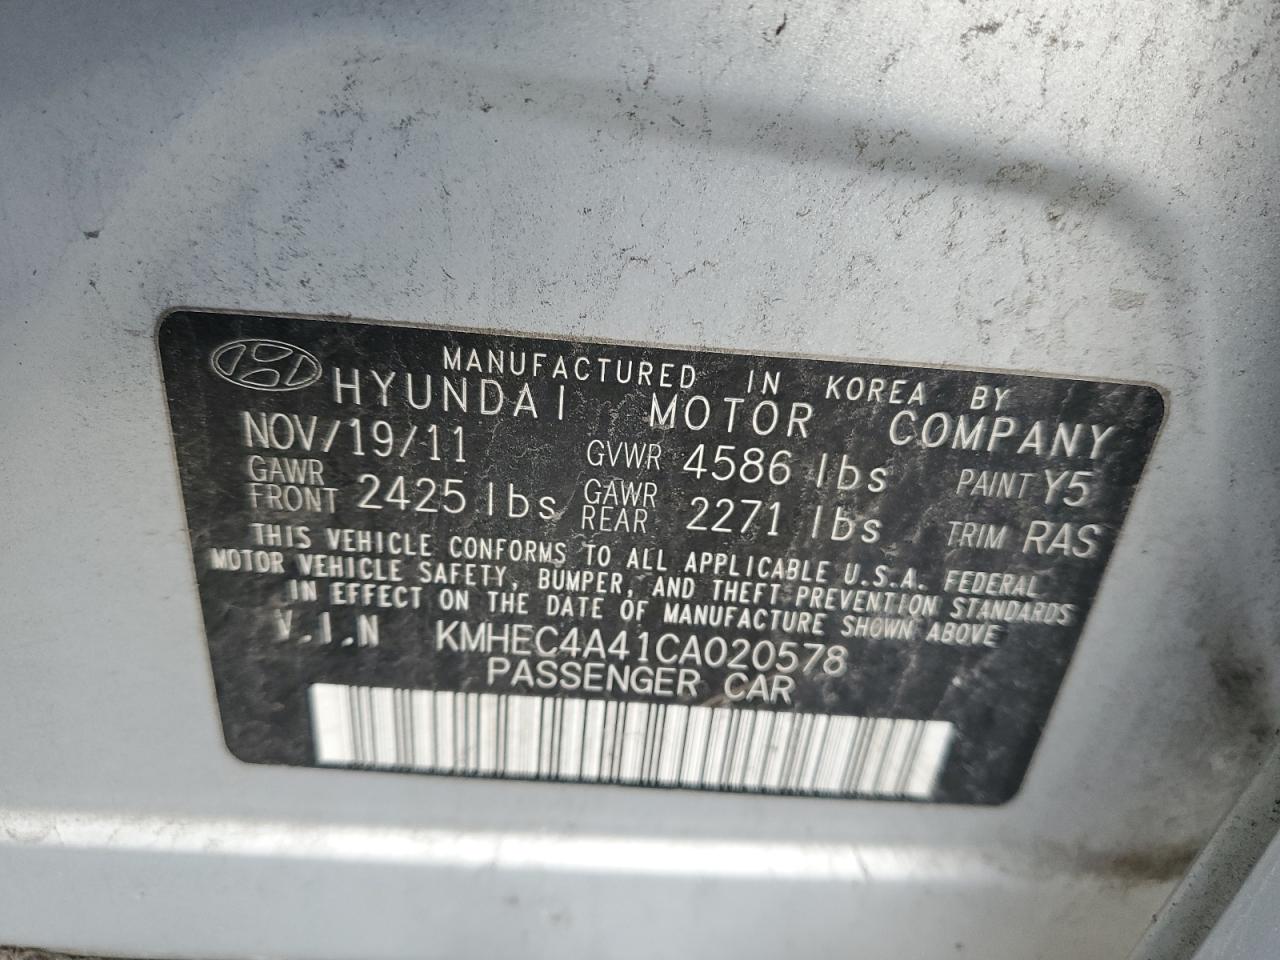 MANUFACTURED IN KOREA BY
HYUNDAI MOTOR COMPANY
NOV/19/11 GVWR 4586 lbs PAINT Y5
GAWR FRONT 2425 lbs GAWR REAR 2271 lbs TRIM RAS
THIS VEHICLE CONFORMS TO ALL APPLICABLE U.S.A. FEDERAL
MOTOR VEHICLE SAFETY, BUMPER, AND THEFT PREVENTION STANDARDS
IN EFFECT ON THE DATE OF MANUFACTURE SHOWN ABOVE
V.I.N KMHEC4A41CA020578
PASSENGER CAR